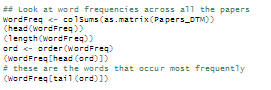 ## Look at word frequencies across all the papers
WordFreq <- colSums(as.matrix(Papers_DTM))
(head(WordFreq))
(length(WordFreq))
ord <- order(WordFreq)
(WordFreq[head(ord)])
# these are the words that occur most frequently
(WordFreq[tail(ord)])